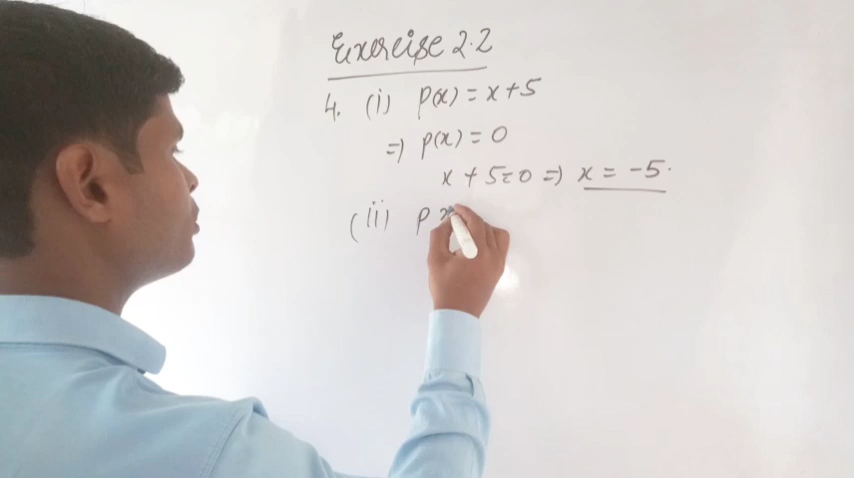 Exercise 2.2
4. (i) p(x) = x+5
=) p(x) = 0
x + 5=0 =) x = -5.
(ii) p x